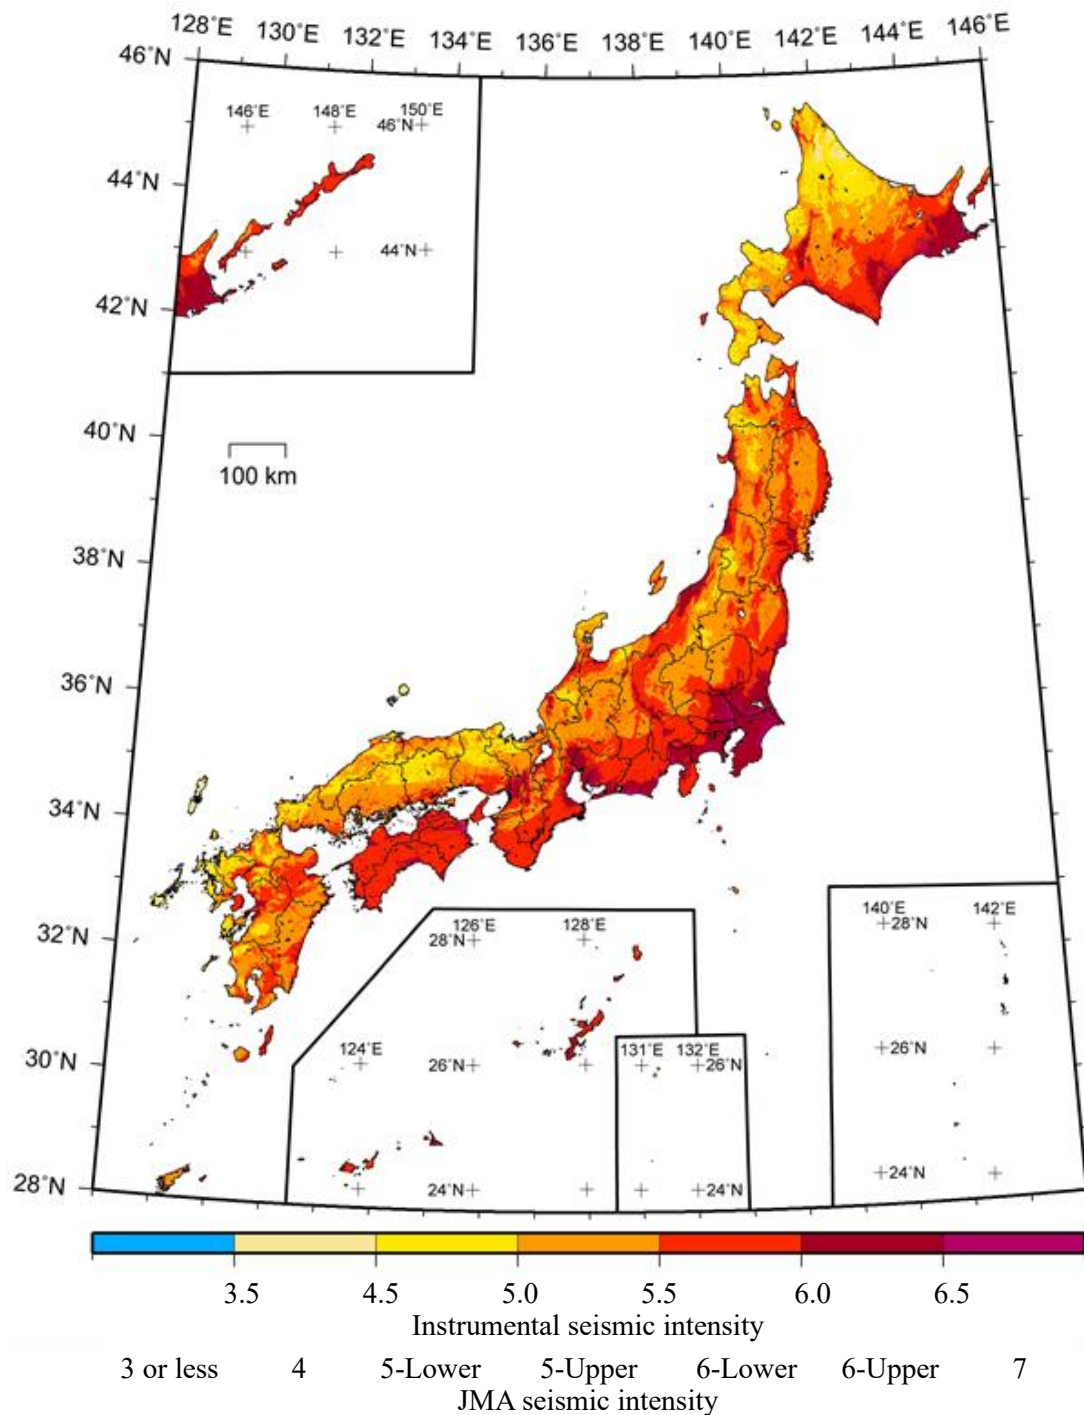 128°E 130°E 132°E 134°E 136°E 138°E 140°E 142°E 144°E 146°E
46°N
146°E 148°E 150°E
46°N
44°N
44°N
42°N
40°N
100 km
38°N
36°N
34°N
32°N
126°E 128°E
28°N
140°E 142°E
28°N
30°N
124°E
26°N
131°E 132°E
26°N
26°N
28°N
24°N
24°N
24°N
3.5 4.5 5.0 5.5 6.0 6.5
Instrumental seismic intensity
3 or less 4 5-Lower 5-Upper 6-Lower 6-Upper 7
JMA seismic intensity